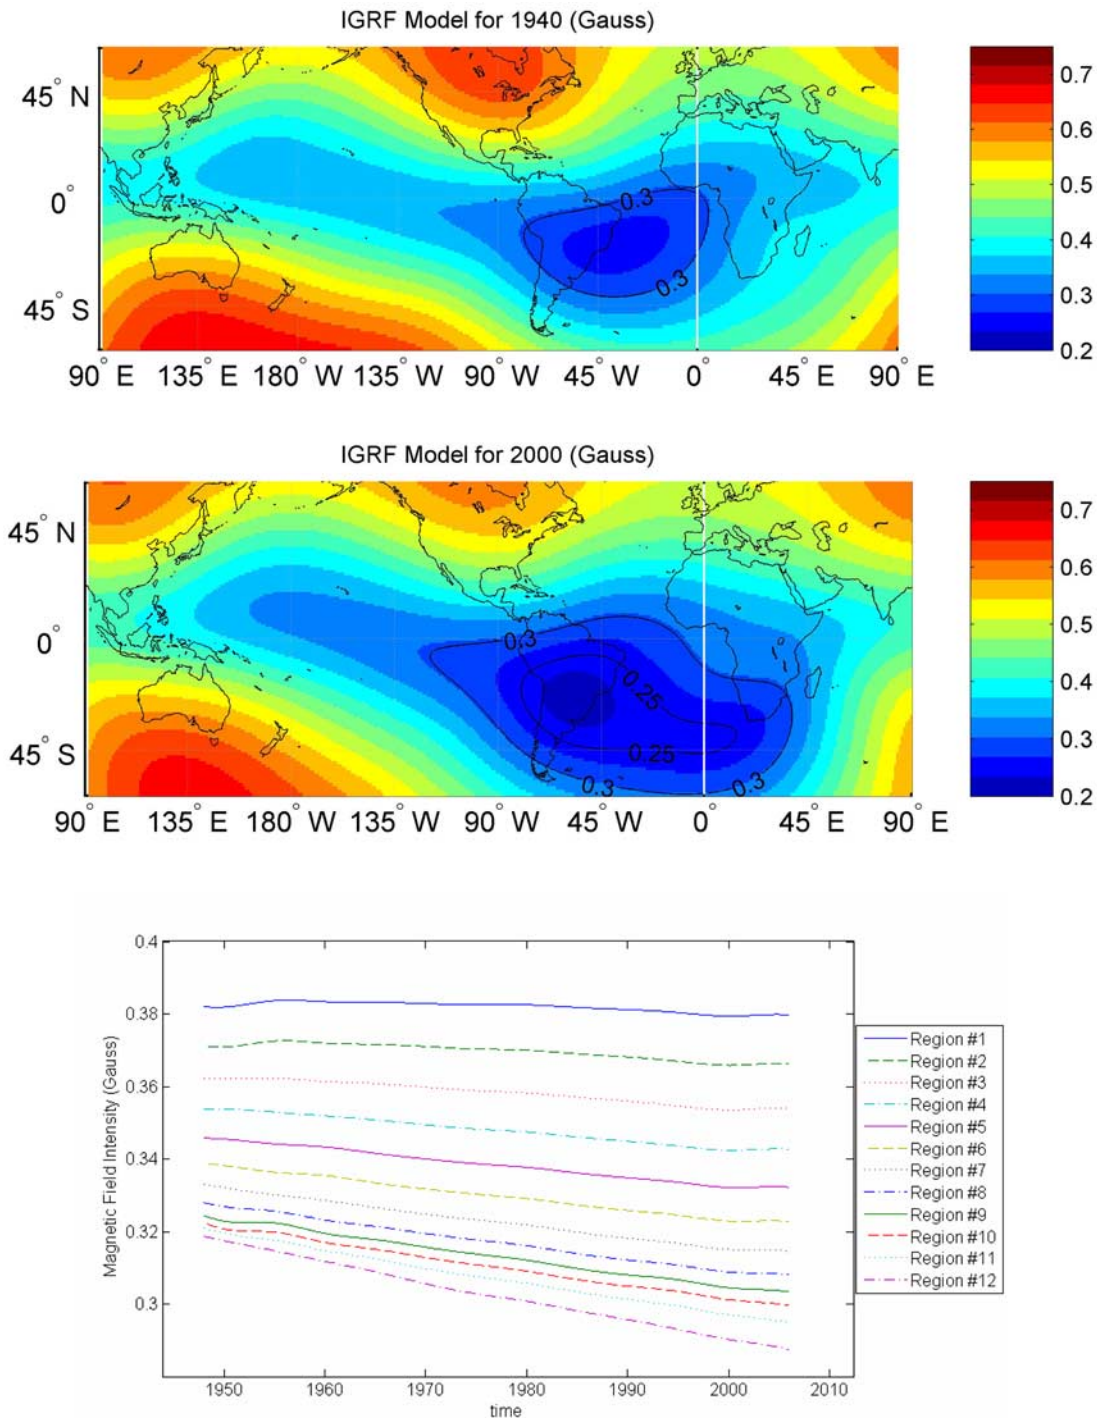 IGRF Model for 1940 (Gauss)
45° N
0°
45° S
90° E 135° E 180° W 135° W 90° W 45° W 0° 45° E 90° E
0.3
0.3
0.7
0.6
0.5
0.4
0.3
0.2
IGRF Model for 2000 (Gauss)
45° N
0°
45° S
90° E 135° E 180° W 135° W 90° W 45° W 0° 45° E 90° E
0.3
0.25
0.25
0.3
0.3
0.7
0.6
0.5
0.4
0.3
0.2
Magnetic Field Intensity (Gauss)
0.4
0.38
0.36
0.34
0.32
0.3
1950 1960 1970 1980 1990 2000 2010
time
Region #1
Region #2
Region #3
Region #4
Region #5
Region #6
Region #7
Region #8
Region #9
Region #10
Region #11
Region #12